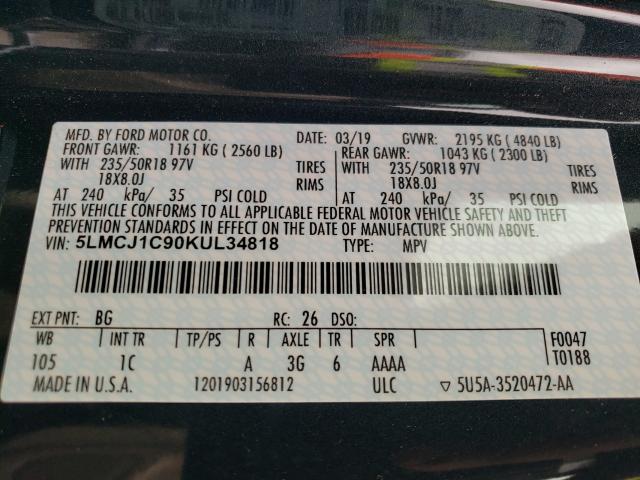 MFD. BY FORD MOTOR CO. DATE: 03/19 GVWR: 2195 KG ( 4840 LB)
FRONT GAWR: 1161 KG ( 2560 LB) REAR GAWR: 1043 KG ( 2300 LB)
WITH 235/50R18 97V TIRES WITH 235/50R18 97V TIRES
18X8.0J RIMS 18X8.0J RIMS
AT 240 kPa/ 35 PSI COLD AT 240 kPa/ 35 PSI COLD
THIS VEHICLE CONFORMS TO ALL APPLICABLE FEDERAL MOTOR VEHICLE SAFETY AND THEFT
PREVENTION STANDARDS IN EFFECT ON THE DATE OF MANUFACTURE SHOWN ABOVE.
VIN: 5LMCJ1C90KUL34818 TYPE: MPV
EXT PNT: BG RC: 26 DSO: F0047
WB INT TR TP/PS R AXLE TR SPR T0188
105 1C A 3G 6 AAAA
MADE IN U.S.A. 1201903156812 ULC ▽ 5U5A-3520472-AA